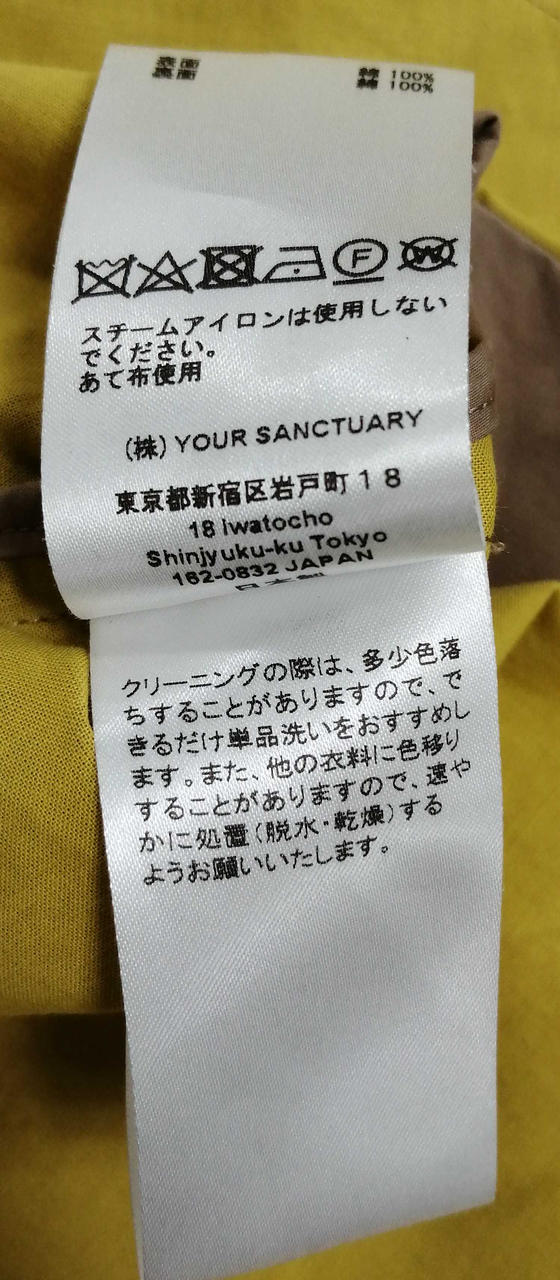 表面 綿 100%
裏面 綿 100%
F
W
スチームアイロンは使用しない
でください。
あて布使用
(株) YOUR SANCTUARY
東京都新宿区岩戸町18
18 Iwatocho
Shinjyuku-ku Tokyo
162-0832 JAPAN
日本製
クリーニングの際は、多少色落
ちすることがありますので、で
きるだけ単品洗いをおすすめし
ます。また、他の衣料に色移り
することがありますので、速や
かに処置(脱水・乾燥)する
ようお願いいたします。